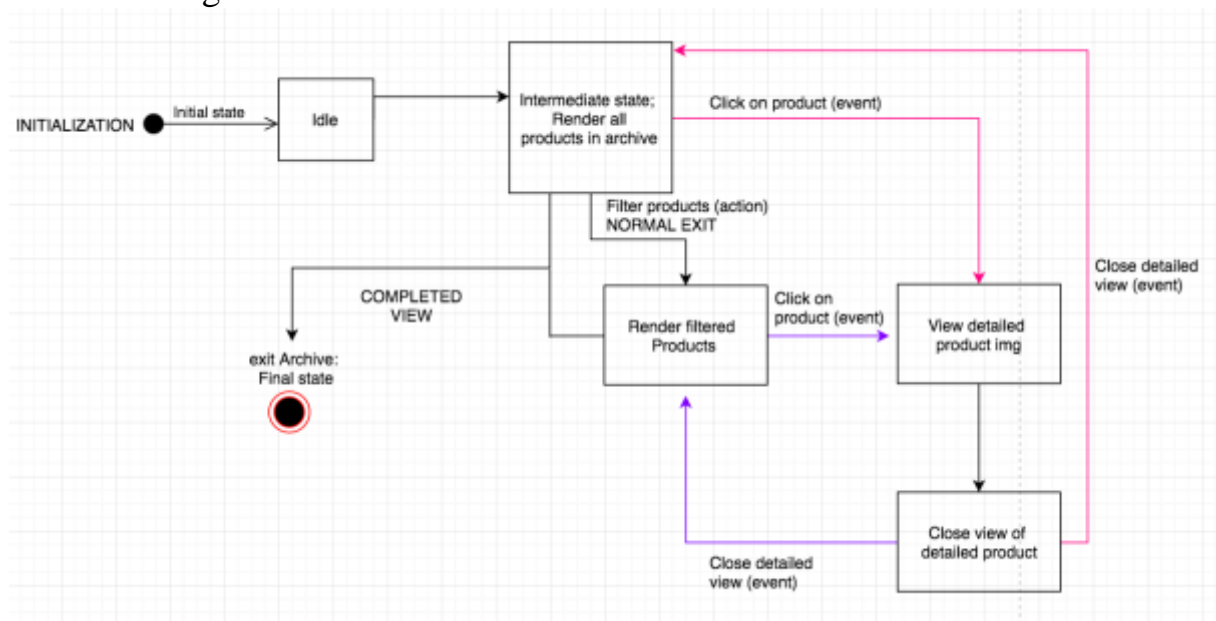 INITIALIZATION
Initial state
Idle
Intermediate state;
Render all
products in archive
Click on product (event)
Filter products (action)
NORMAL EXIT
Close detailed
view (event)
COMPLETED
VIEW
Render filtered
Products
Click on
product (event)
View detailed
product img
exit Archive:
Final state
Close view of
detailed product
Close detailed
view (event)